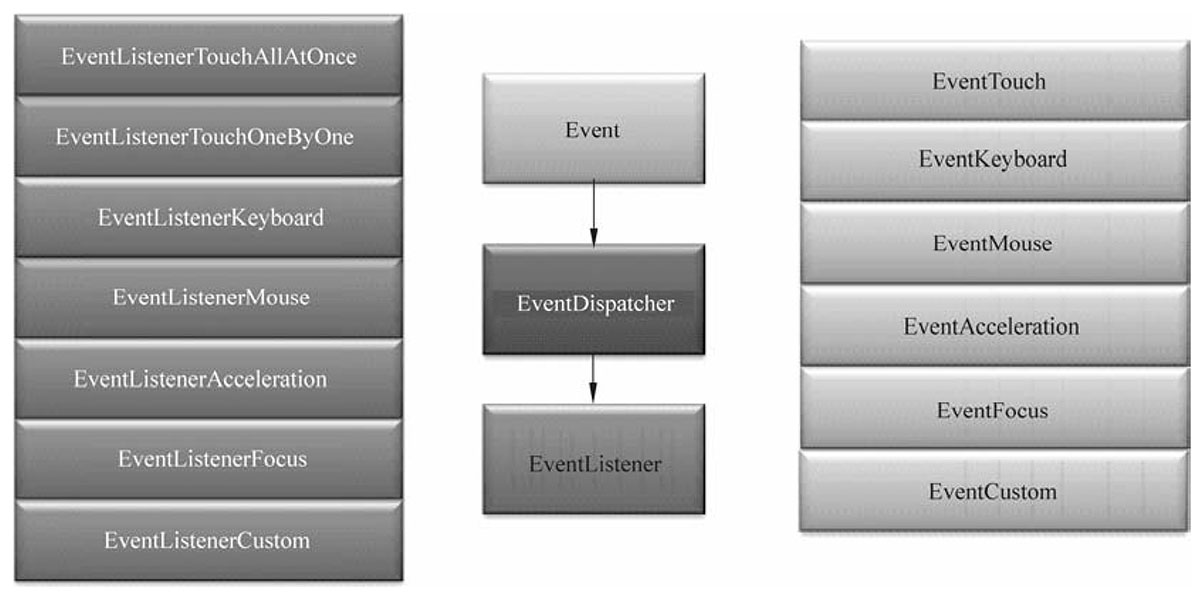 EventListenerTouchAllAtOnce
EventListenerTouchOneByOne
EventListenerKeyboard
EventListenerMouse
EventListenerAcceleration
EventListenerFocus
EventListenerCustom
Event
EventDispatcher
EventListener
EventTouch
EventKeyboard
EventMouse
EventAcceleration
EventFocus
EventCustom